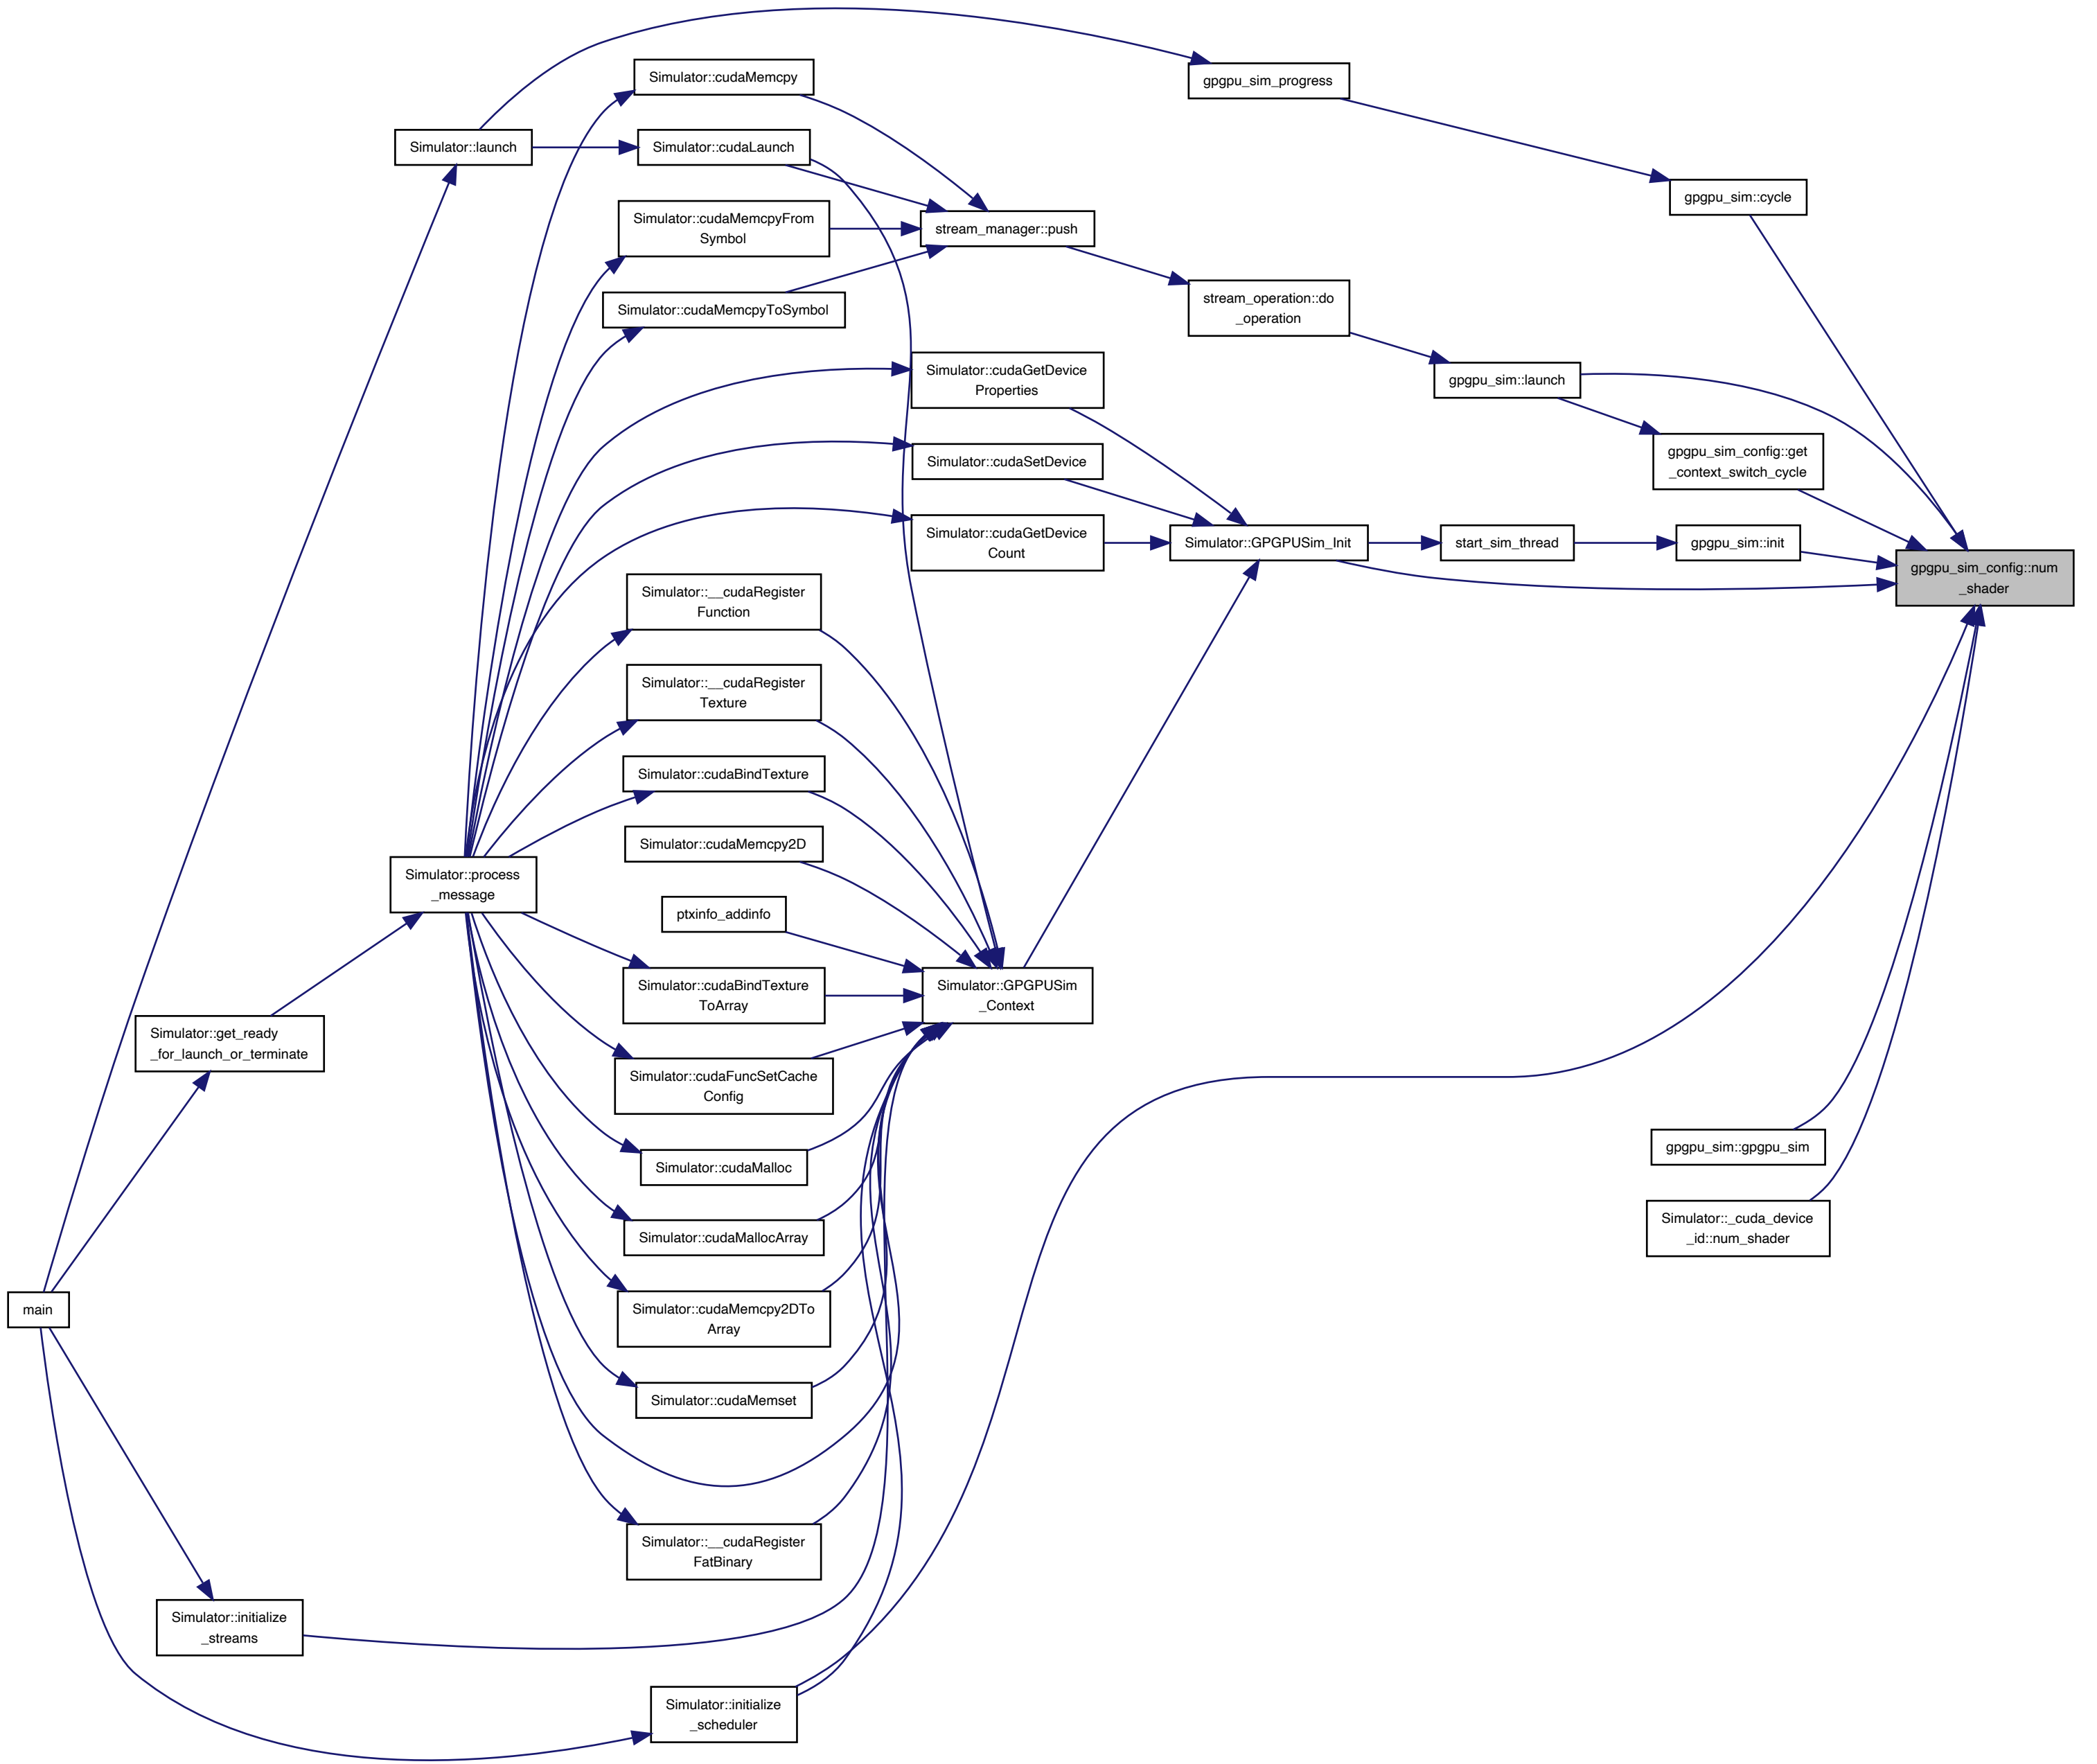 Simulator::cudaMemcpy
gpgpu_sim_progress
Simulator::launch
Simulator::cudaLaunch
gpgpu_sim::cycle
Simulator::cudaMemcpyFrom
Symbol
stream_manager::push
Simulator::cudaMemcpyToSymbol
stream_operation::do
_operation
Simulator::cudaGetDevice
Properties
gpgpu_sim::launch
Simulator::cudaSetDevice
gpgpu_sim_config::get
_context_switch_cycle
Simulator::cudaGetDevice
Count
Simulator::GPGPUSim_Init
start_sim_thread
gpgpu_sim::init
gpgpu_sim_config::num
_shader
Simulator::__cudaRegister
Function
Simulator::__cudaRegister
Texture
Simulator::cudaBindTexture
Simulator::cudaMemcpy2D
Simulator::process
_message
ptxinfo_addinfo
Simulator::cudaBindTexture
ToArray
Simulator::GPGPUSim
_Context
Simulator::get_ready
_for_launch_or_terminate
Simulator::cudaFuncSetCache
Config
gpgpu_sim::gpgpu_sim
Simulator::cudaMalloc
Simulator::_cuda_device
_id::num_shader
Simulator::cudaMallocArray
main
Simulator::cudaMemcpy2DTo
Array
Simulator::cudaMemset
Simulator::__cudaRegister
FatBinary
Simulator::initialize
_streams
Simulator::initialize
_scheduler